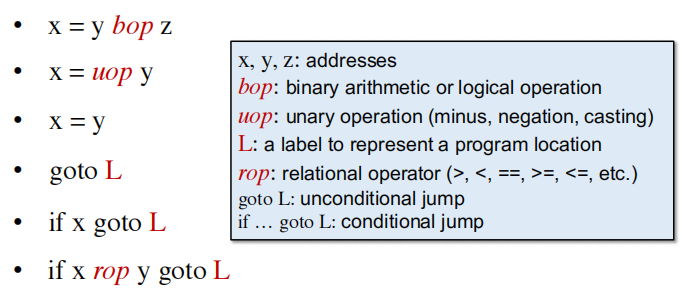 • x = y bop z
• x = uop y
• x = y
• goto L
• if x goto L
• if x rop y goto L
x, y, z: addresses
bop: binary arithmetic or logical operation
uop: unary operation (minus, negation, casting)
L: a label to represent a program location
rop: relational operator (>, <, ==, >=, <=, etc.)
goto L: unconditional jump
if … goto L: conditional jump